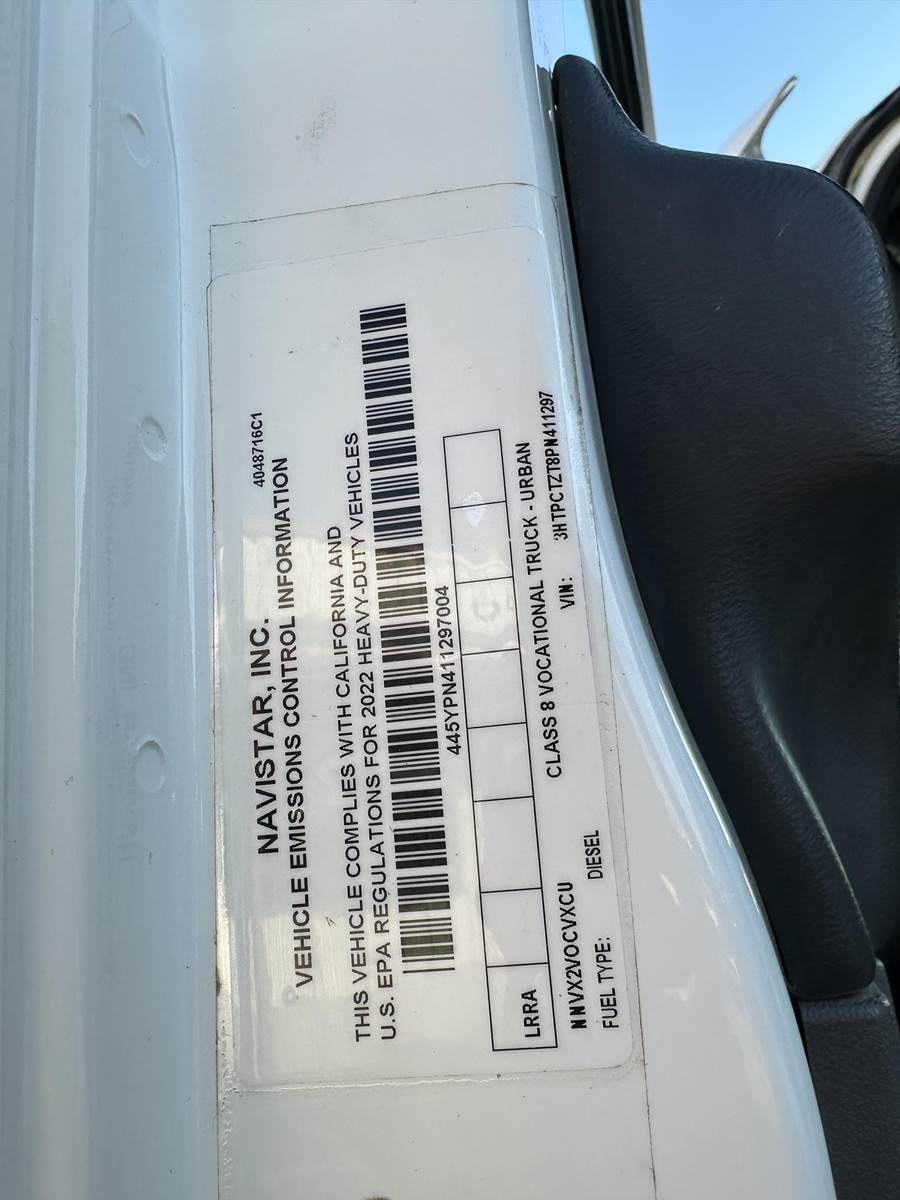 4048716C1
NAVISTAR, INC.
VEHICLE EMISSIONS CONTROL INFORMATION
THIS VEHICLE COMPLIES WITH CALIFORNIA AND
U.S. EPA REGULATIONS FOR 2022 HEAVY-DUTY VEHICLES
445YPN411297004
LRRA
CLASS 8 VOCATIONAL TRUCK - URBAN
NNVX2VOCVXCU VIN: 3HTPCTZT8PN411297
FUEL TYPE: DIESEL